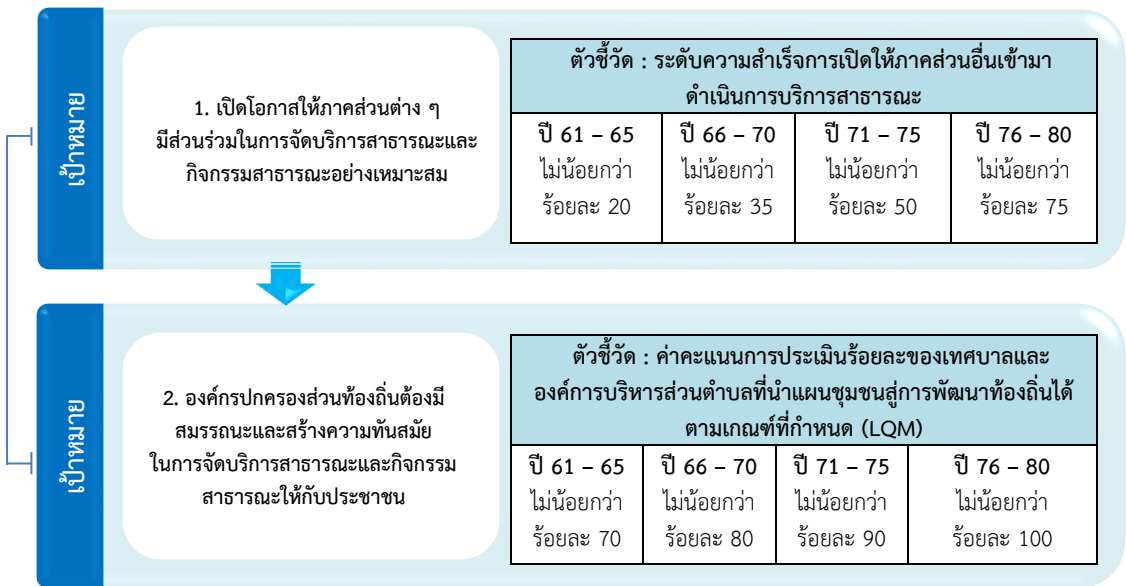 เป้าหมาย
1. เปิดโอกาสให้ภาคส่วนต่าง ๆ
มีส่วนร่วมในการจัดบริการสาธารณะและ
กิจกรรมสาธารณะอย่างเหมาะสม
ตัวชี้วัด : ระดับความสำเร็จการเปิดให้ภาคส่วนอื่นเข้ามา
ดำเนินการบริการสาธารณะ
ปี 61 – 65 ปี 66 – 70 ปี 71 – 75 ปี 76 – 80
ไม่น้อยกว่า ไม่น้อยกว่า ไม่น้อยกว่า ไม่น้อยกว่า
ร้อยละ 20 ร้อยละ 35 ร้อยละ 50 ร้อยละ 75
เป้าหมาย
2. องค์กรปกครองส่วนท้องถิ่นต้องมี
สมรรถนะและสร้างความทันสมัย
ในการจัดบริการสาธารณะและกิจกรรม
สาธารณะให้กับประชาชน
ตัวชี้วัด : ค่าคะแนนการประเมินร้อยละของเทศบาลและ
องค์การบริหารส่วนตำบลที่นำแผนชุมชนสู่การพัฒนาท้องถิ่นได้
ตามเกณฑ์ที่กำหนด (LQM)
ปี 61 – 65 ปี 66 – 70 ปี 71 – 75 ปี 76 – 80
ไม่น้อยกว่า ไม่น้อยกว่า ไม่น้อยกว่า ไม่น้อยกว่า
ร้อยละ 70 ร้อยละ 80 ร้อยละ 90 ร้อยละ 100